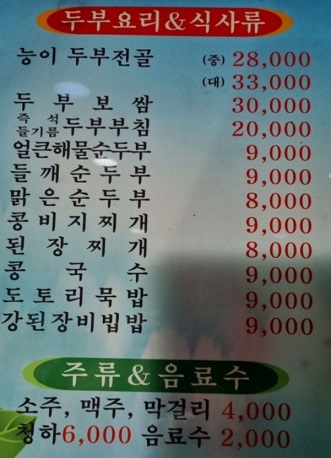 두부요리&식사류
능이 두부전골 (중) 28,000
(대) 33,000
두부보쌈 30,000
즉석 들기름 두부부침 20,000
얼큰해물순두부 9,000
들깨순두부 9,000
맑은순두부 8,000
콩비지찌개 9,000
된장찌개 8,000
콩국수 9,000
도토리묵밥 9,000
강된장비빔밥 9,000
주류&음료수
소주, 맥주, 막걸리 4,000
청하6,000 음료수 2,000